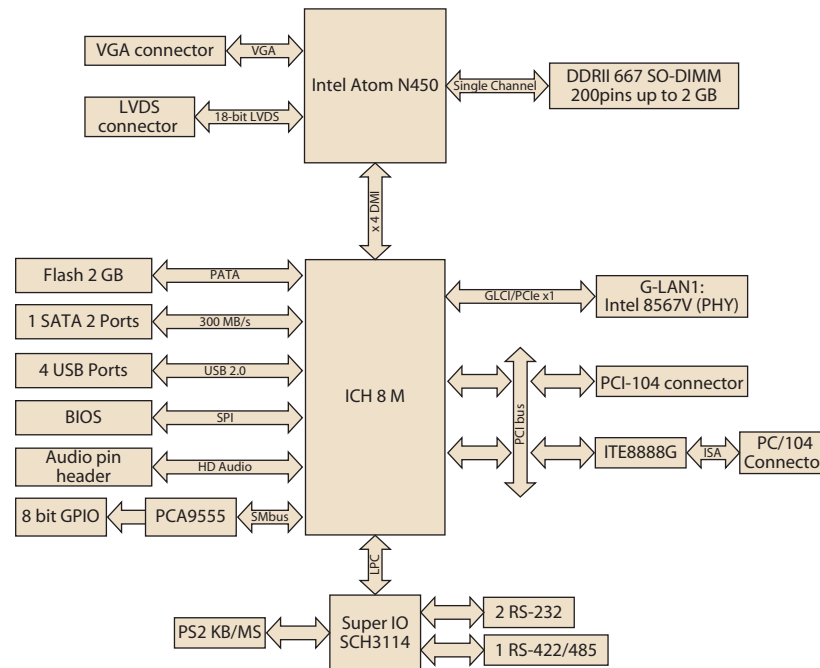 VGA connector
VGA
Intel Atom N450
Single Channel
DDRII 667 SO-DIMM
200pins up to 2 GB
LVDS
connector
18-bit LVDS
x 4 DMI
Flash 2 GB
PATA
GLCI/PCIe x1
G-LAN1:
Intel 8567V (PHY)
1 SATA 2 Ports
300 MB/s
4 USB Ports
USB 2.0
ICH 8 M
PCI bus
PCI-104 connector
BIOS
SPI
Audio pin
header
HD Audio
ITE8888G
ISA
PC/104
Connecto
8 bit GPIO
PCA9555
SMbus
LPC
PS2 KB/MS
Super IO
SCH3114
2 RS-232
1 RS-422/485